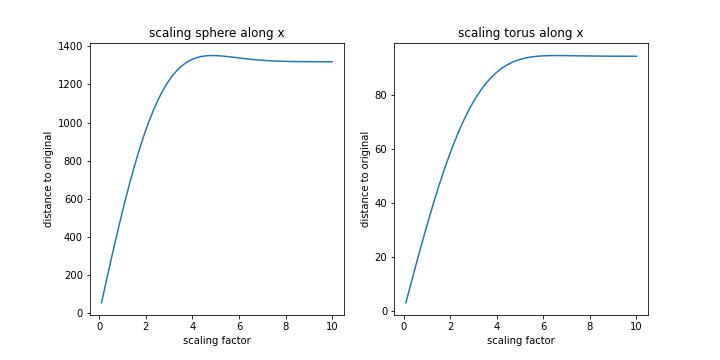 scaling sphere along x
distance to original
1400
1200
1000
800
600
400
200
0
0 2 4 6 8 10
scaling factor
scaling torus along x
distance to original
80
60
40
20
0
0 2 4 6 8 10
scaling factor